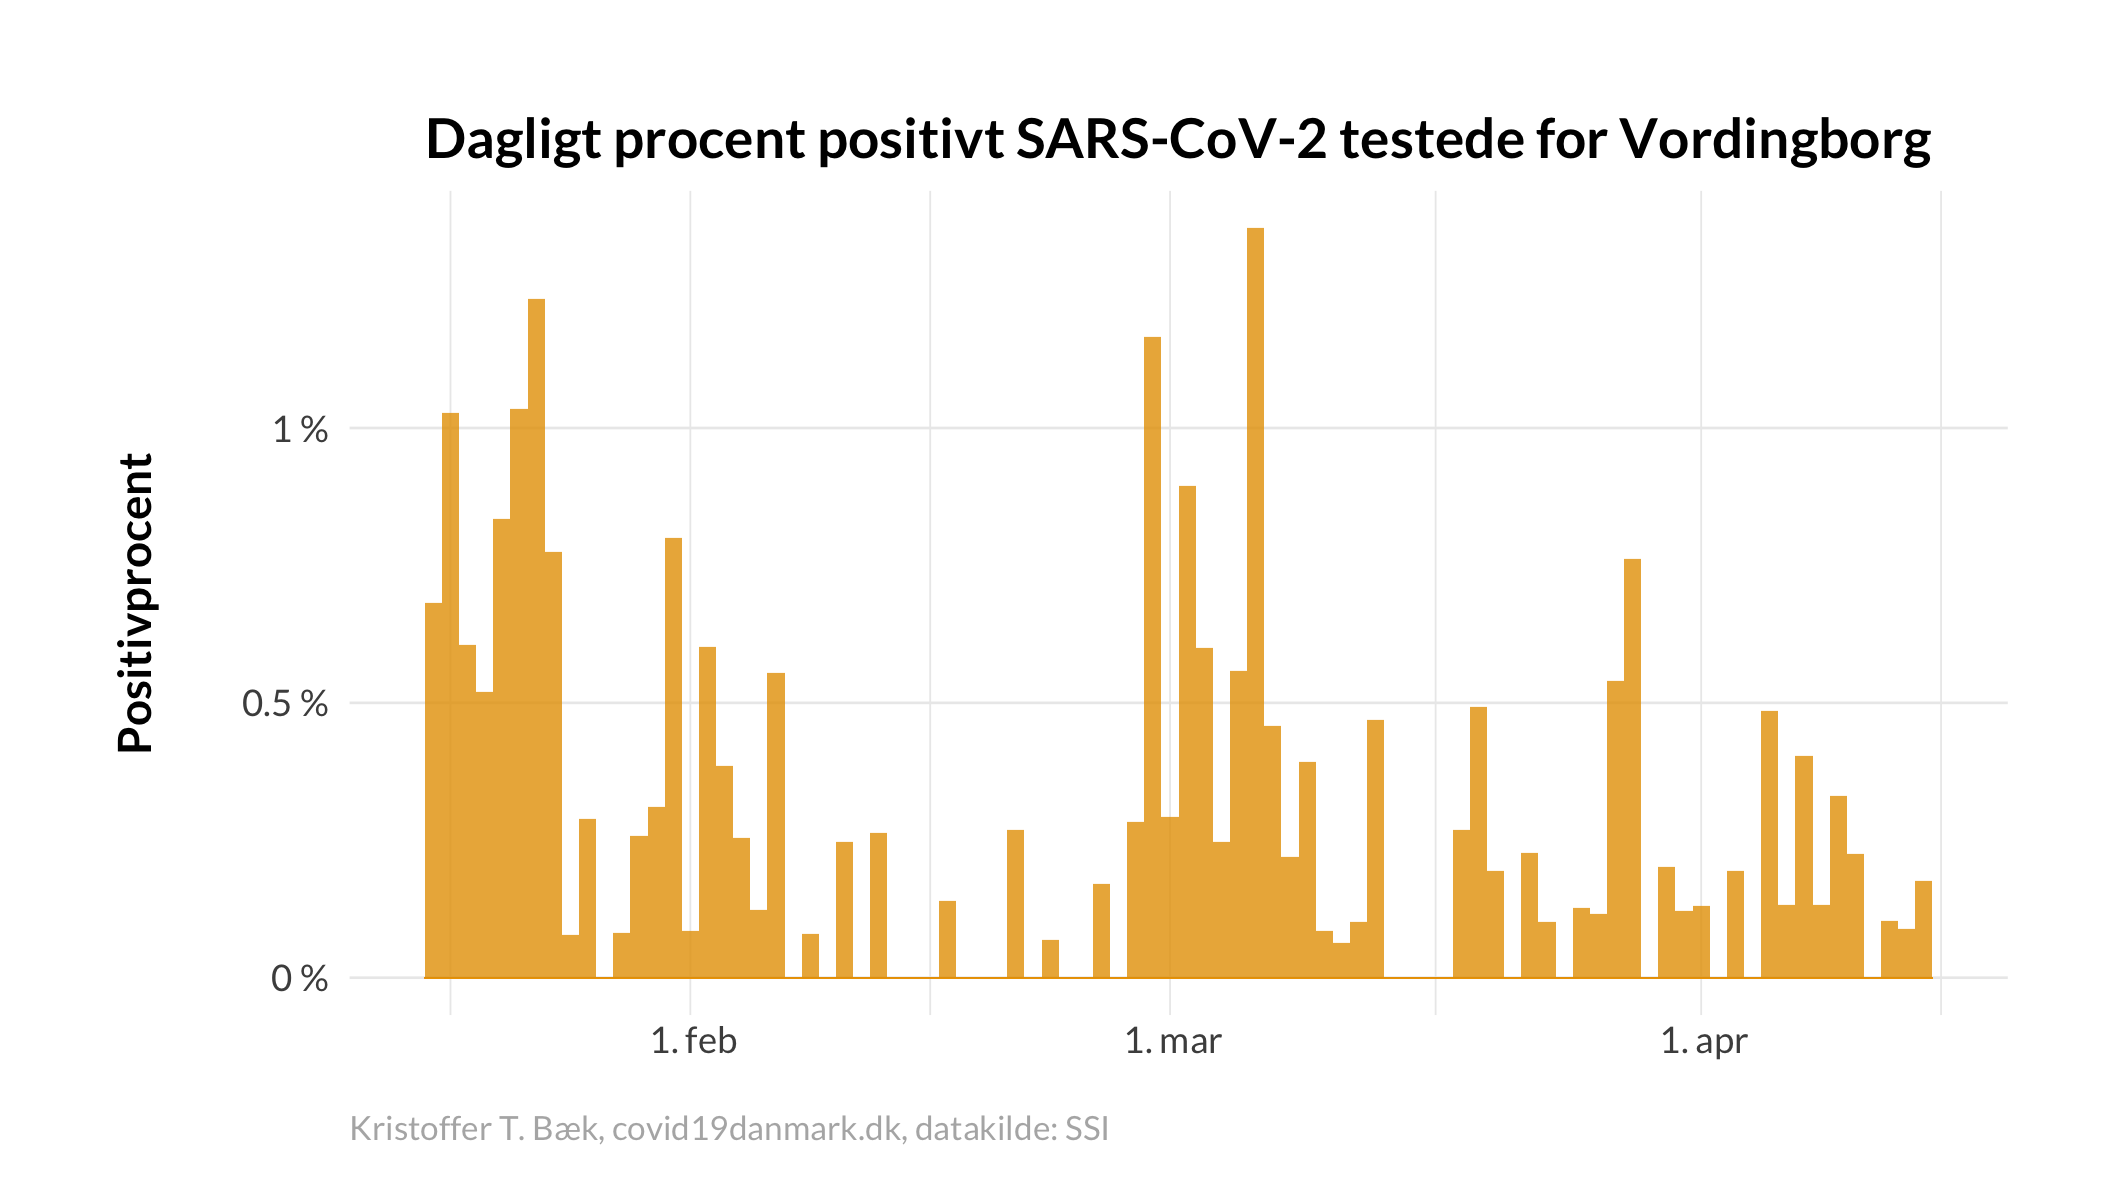 Dagligt procent positivt SARS-CoV-2 testede for Vordingborg
Positivprocent
1 %
0.5 %
0 %
1. feb
1. mar
1. apr
Kristoffer T. Bæk, covid19danmark.dk, datakilde: SSI